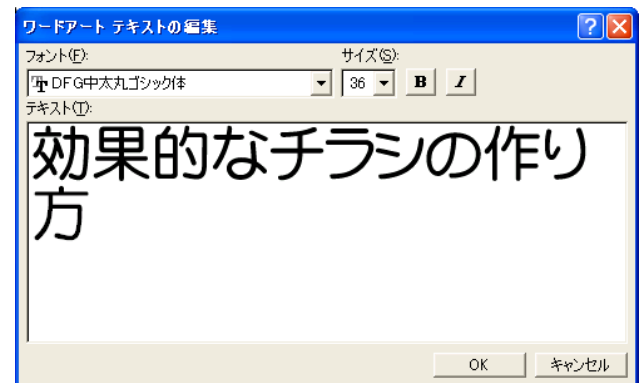 ワードアート テキストの編集
フォント(F):
サイズ(S):
DFG中太丸ゴシック体
36
B
I
テキスト(T):
効果的なチラシの作り
方
OK
キャンセル